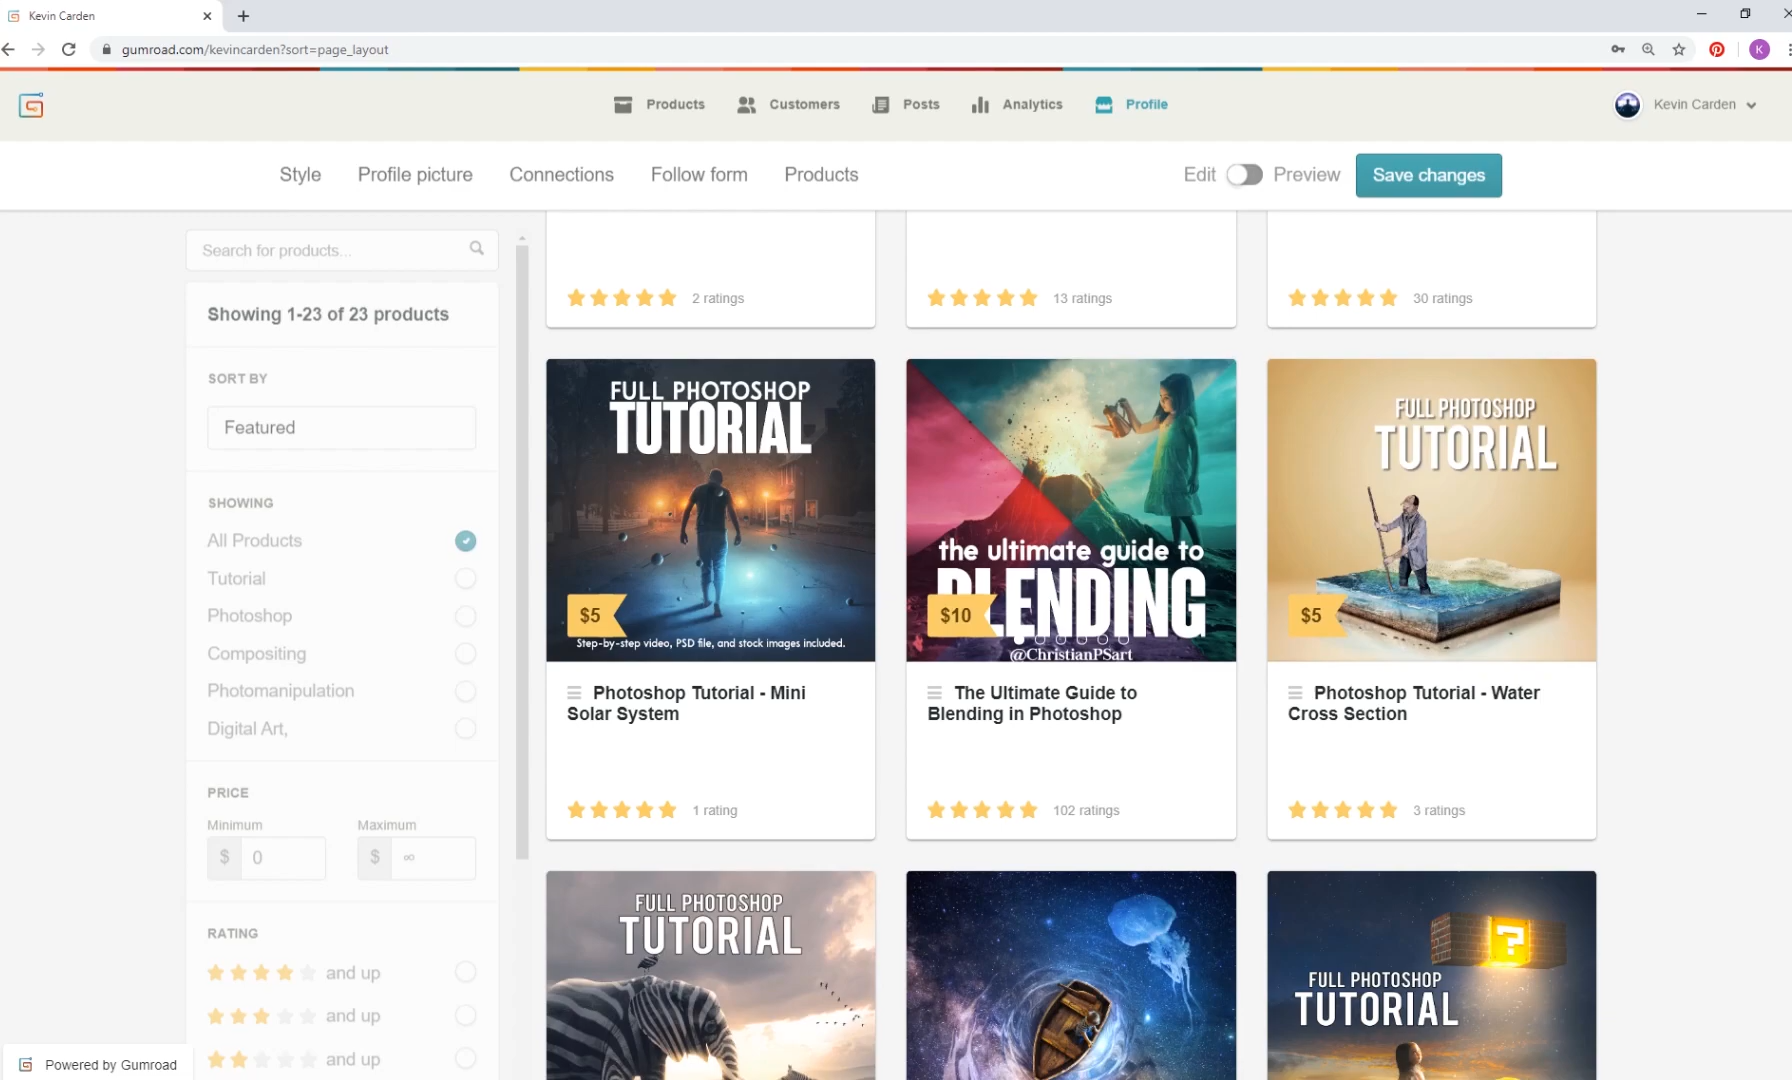 Kevin Carden
gumroad.com/kevincarden?sort=page_layout
K
Products
Customers
Posts
Analytics
Profile
Kevin Carden
Style
Profile picture
Connections
Follow form
Products
Edit
Preview
Save changes
Search for products...
Showing 1-23 of 23 products
SORT BY
Featured
SHOWING
All Products
Tutorial
Photoshop
Compositing
Photomanipulation
Digital Art,
PRICE
Minimum
Maximum
$ 0
$ ∞
RATING
and up
and up
and up
Powered by Gumroad
2 ratings
13 ratings
30 ratings
FULL PHOTOSHOP
TUTORIAL
$5
Step-by-step video, PSD file, and stock images included.
Photoshop Tutorial - Mini
Solar System
1 rating
the ultimate guide to
BLENDING
$10
@ChristianPSart
The Ultimate Guide to
Blending in Photoshop
102 ratings
FULL PHOTOSHOP
TUTORIAL
$5
Photoshop Tutorial - Water
Cross Section
3 ratings
FULL PHOTOSHOP
TUTORIAL
?
FULL PHOTOSHOP
TUTORIAL